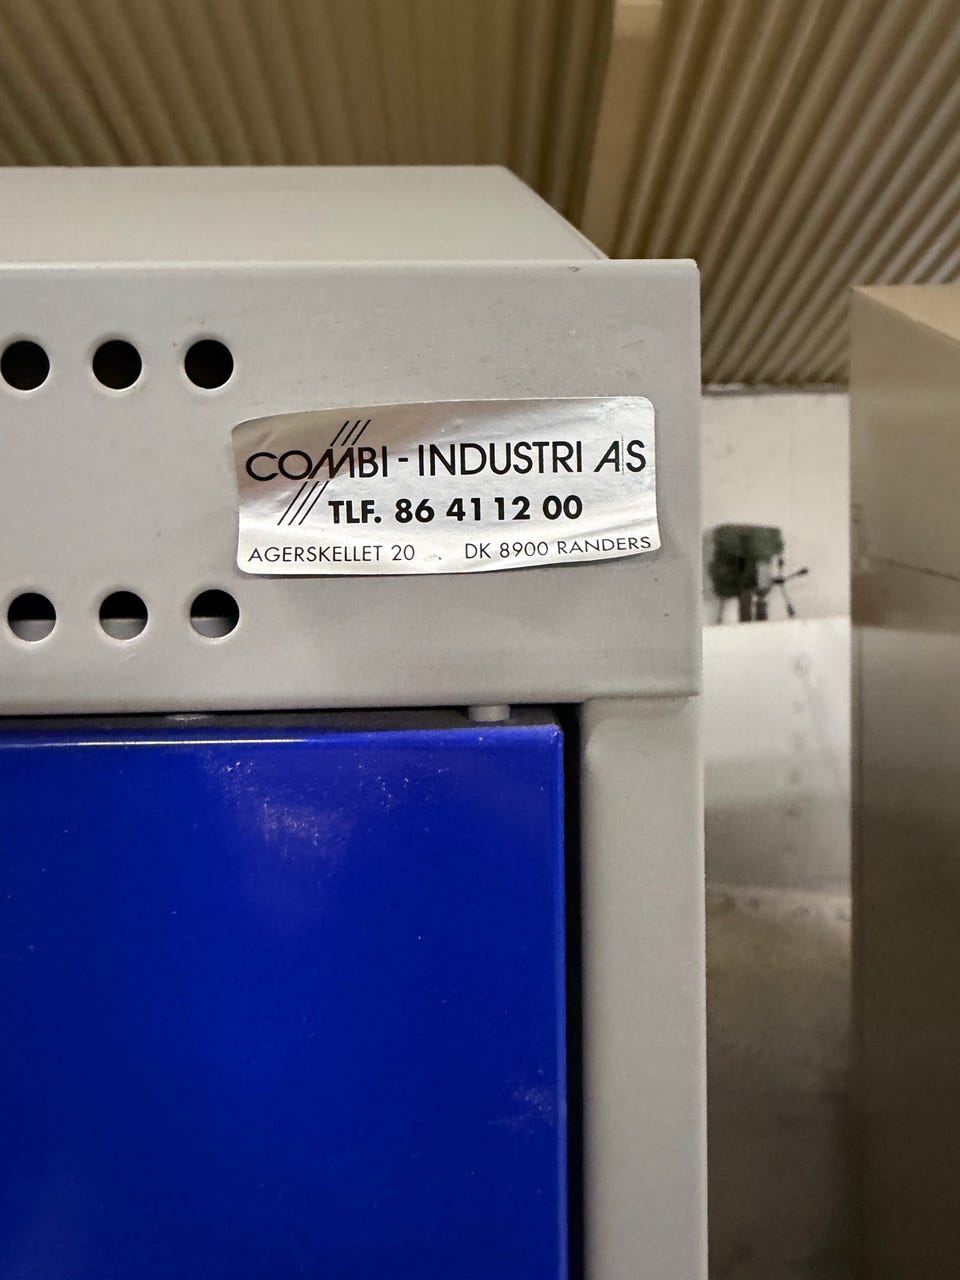 COMBI - INDUSTRI A/S
TLF. 86 41 12 00
AGERSKELLET 20 . DK 8900 RANDERS